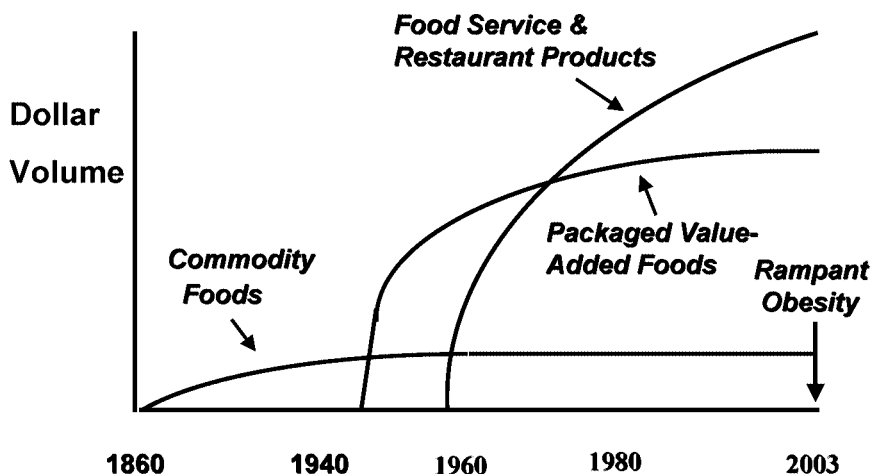 Food Service &
Restaurant Products
Dollar
Volume
Packaged Value-
Added Foods
Commodity
Foods
Rampant
Obesity
1860 1940 1960 1980 2003